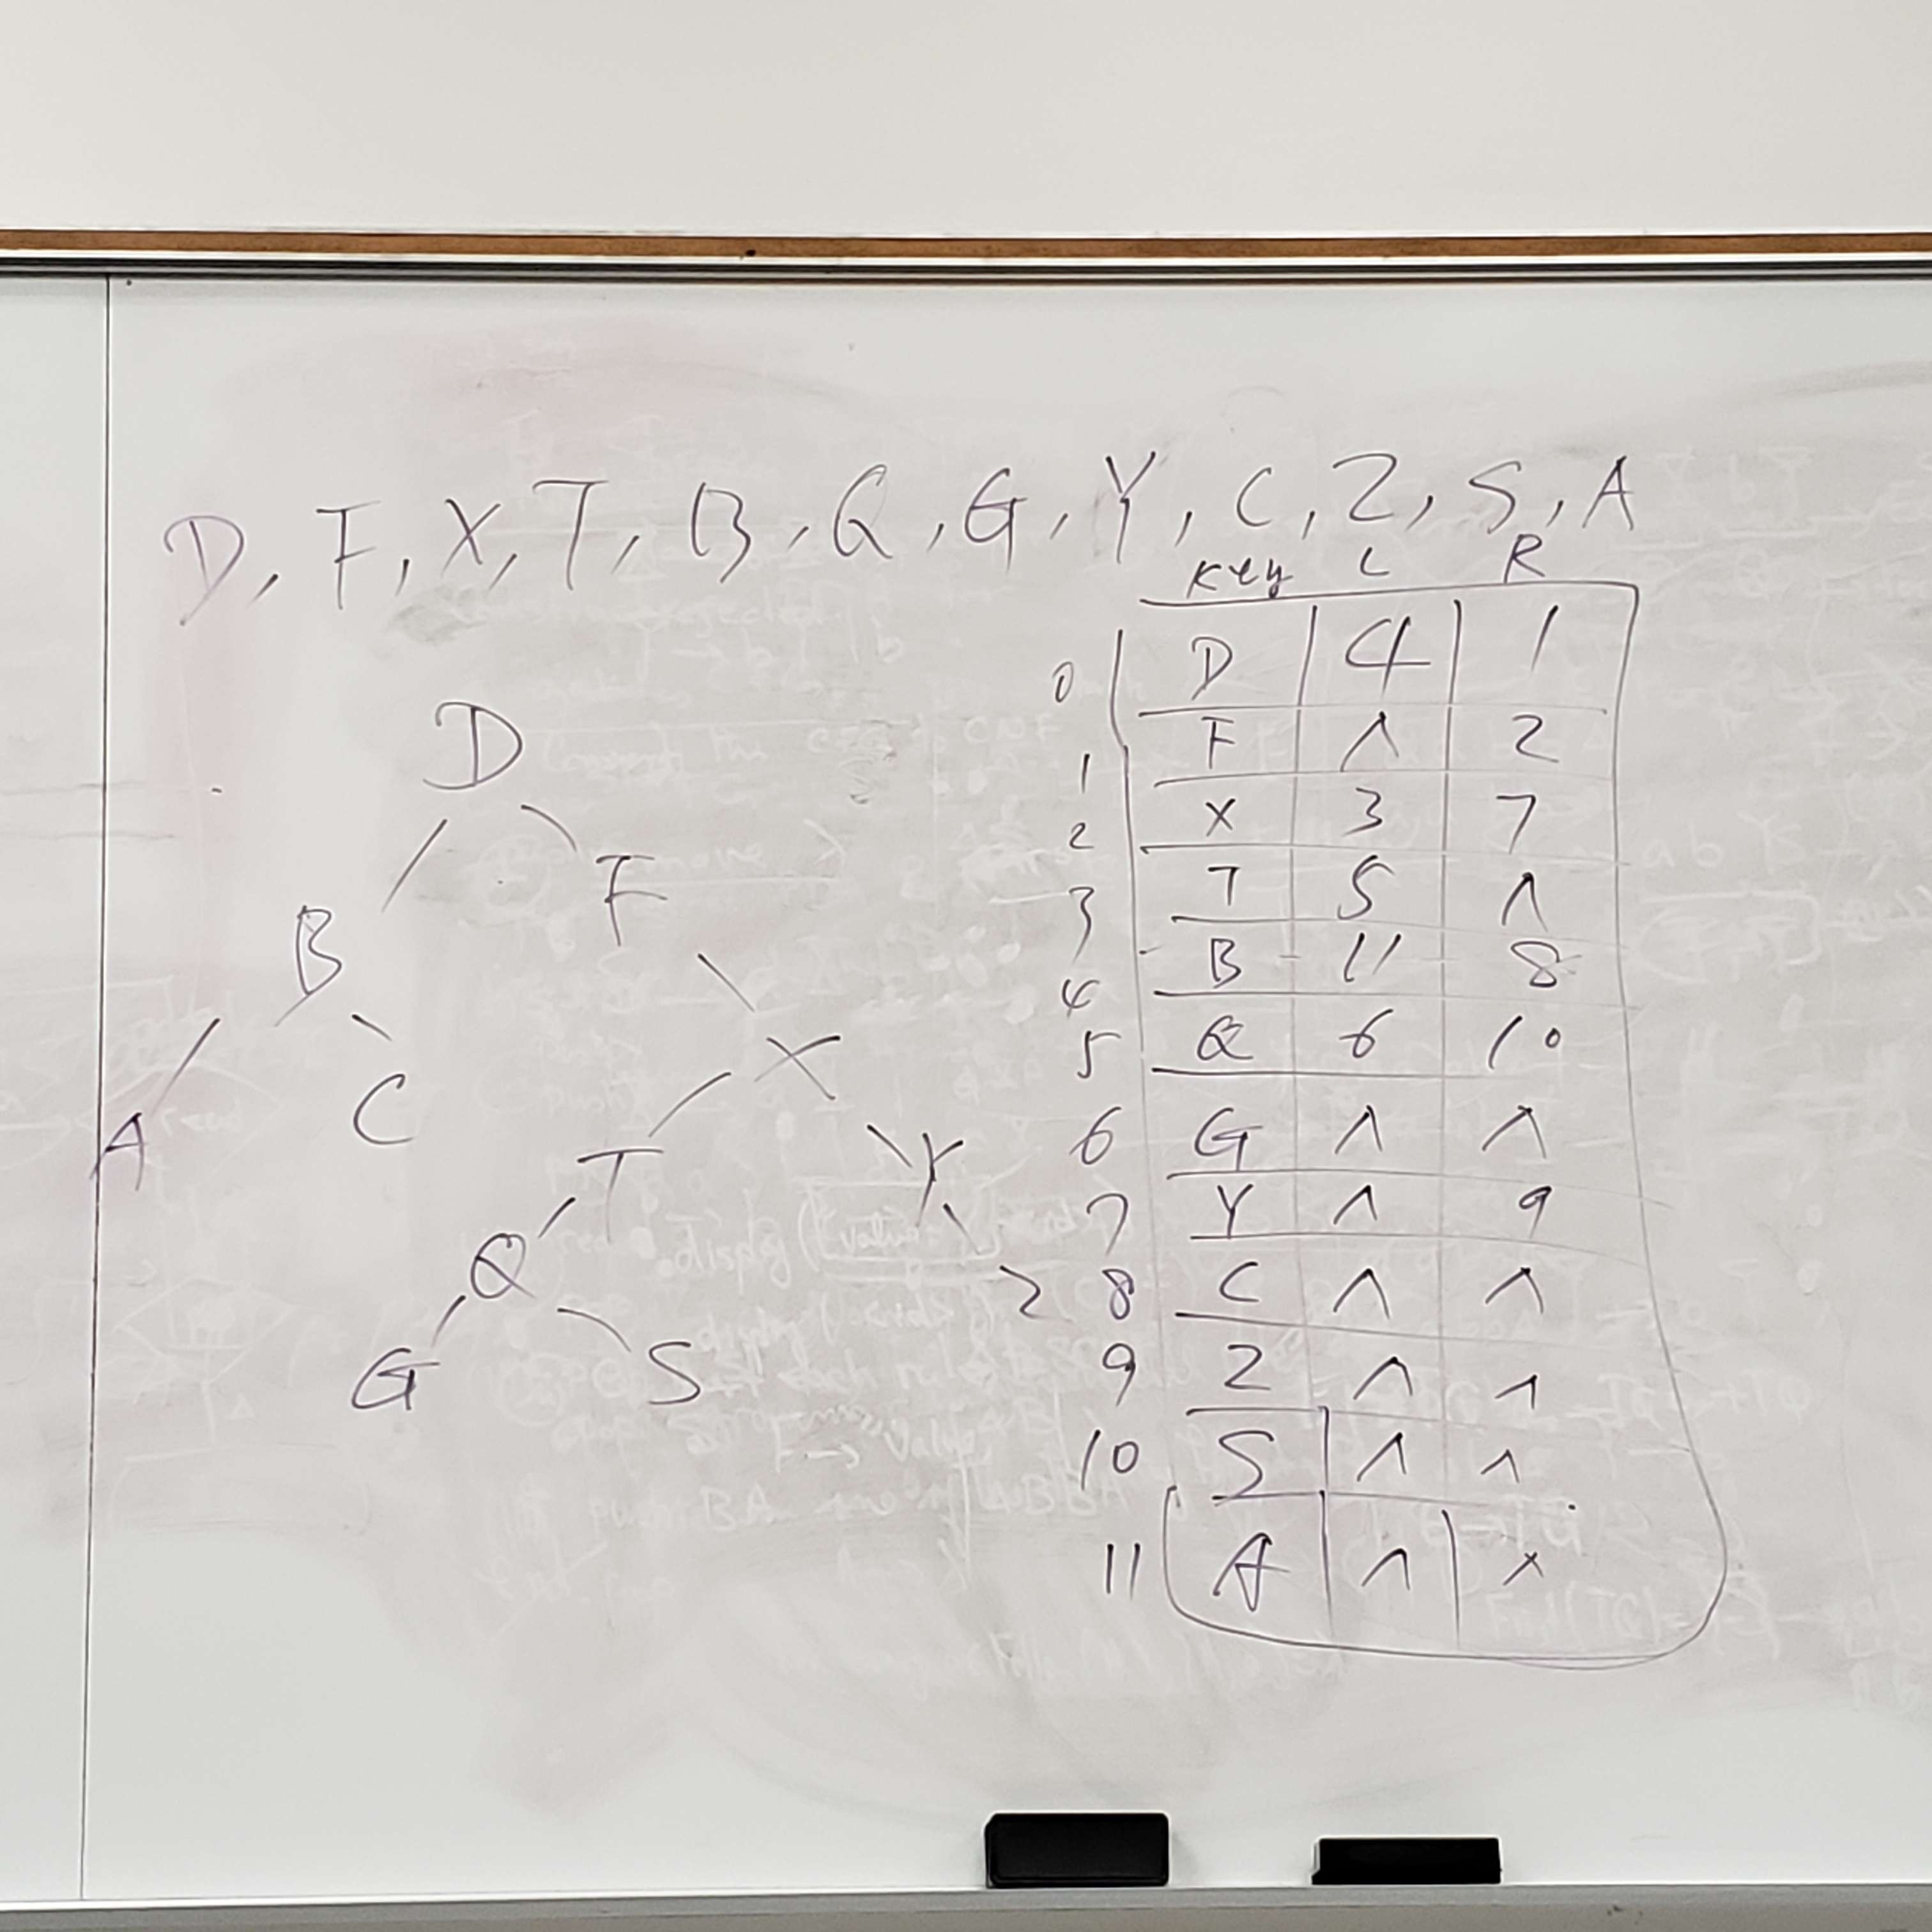 D, F, X, T, B, Q, G, Y, C, Z, S, A
Key L R
0 D 4 1
1 F Λ 2
2 X 3 7
3 T 5 Λ
4 B 11 8
5 Q 6 10
6 G Λ Λ
7 Y Λ 9
8 C Λ Λ
9 Z Λ Λ
10 S Λ Λ
11 A Λ Λ
D
B F
A C X
T Y
Q Z
G S